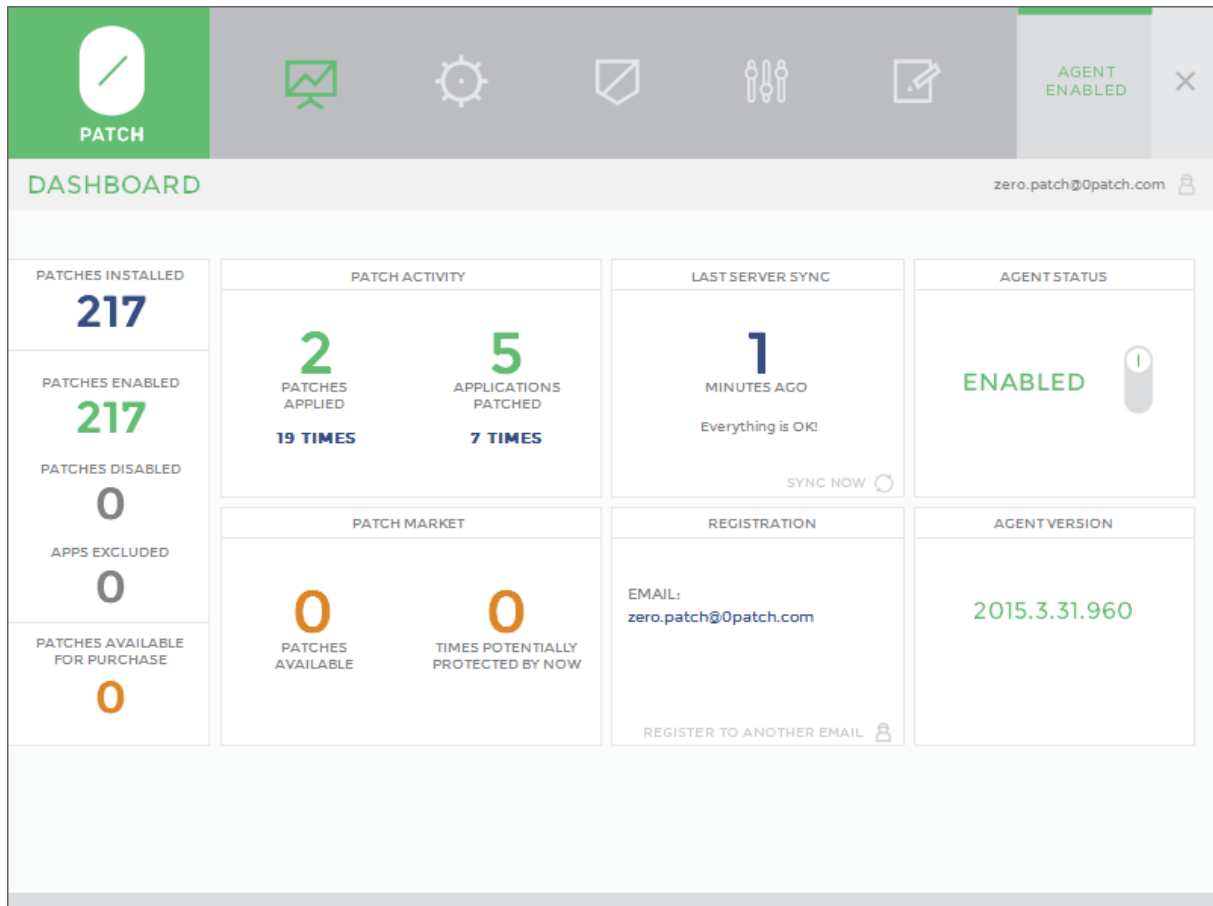 PATCH
AGENT
ENABLED
DASHBOARD
zero.patch@0patch.com
PATCHES INSTALLED
217
PATCHES ENABLED
217
PATCHES DISABLED
0
APPS EXCLUDED
0
PATCHES AVAILABLE
FOR PURCHASE
0
PATCH ACTIVITY
2
PATCHES
APPLIED
19 TIMES
5
APPLICATIONS
PATCHED
7 TIMES
LAST SERVER SYNC
1
MINUTES AGO
Everything is OK!
SYNC NOW
AGENT STATUS
ENABLED
PATCH MARKET
0
PATCHES
AVAILABLE
0
TIMES POTENTIALLY
PROTECTED BY NOW
REGISTRATION
EMAIL:
zero.patch@0patch.com
REGISTER TO ANOTHER EMAIL
AGENT VERSION
2015.3.31.960